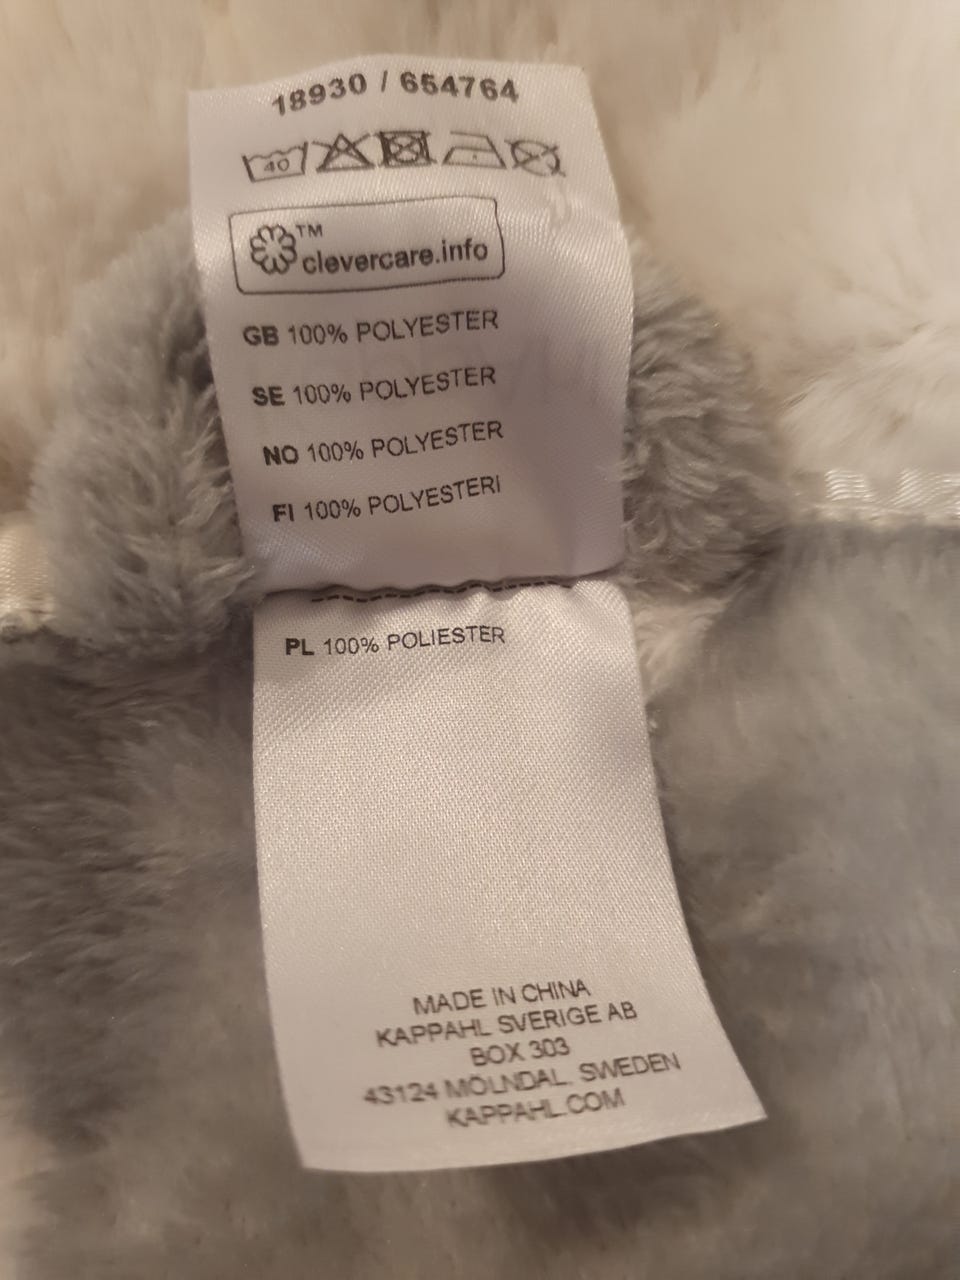 18930 / 654764
40
TM
clevercare.info
GB 100% POLYESTER
SE 100% POLYESTER
NO 100% POLYESTER
FI 100% POLYESTERI
PL 100% POLIESTER
MADE IN CHINA
KAPPAHL SVERIGE AB
BOX 303
43124 MÖLNDAL, SWEDEN
KAPPAHL.COM